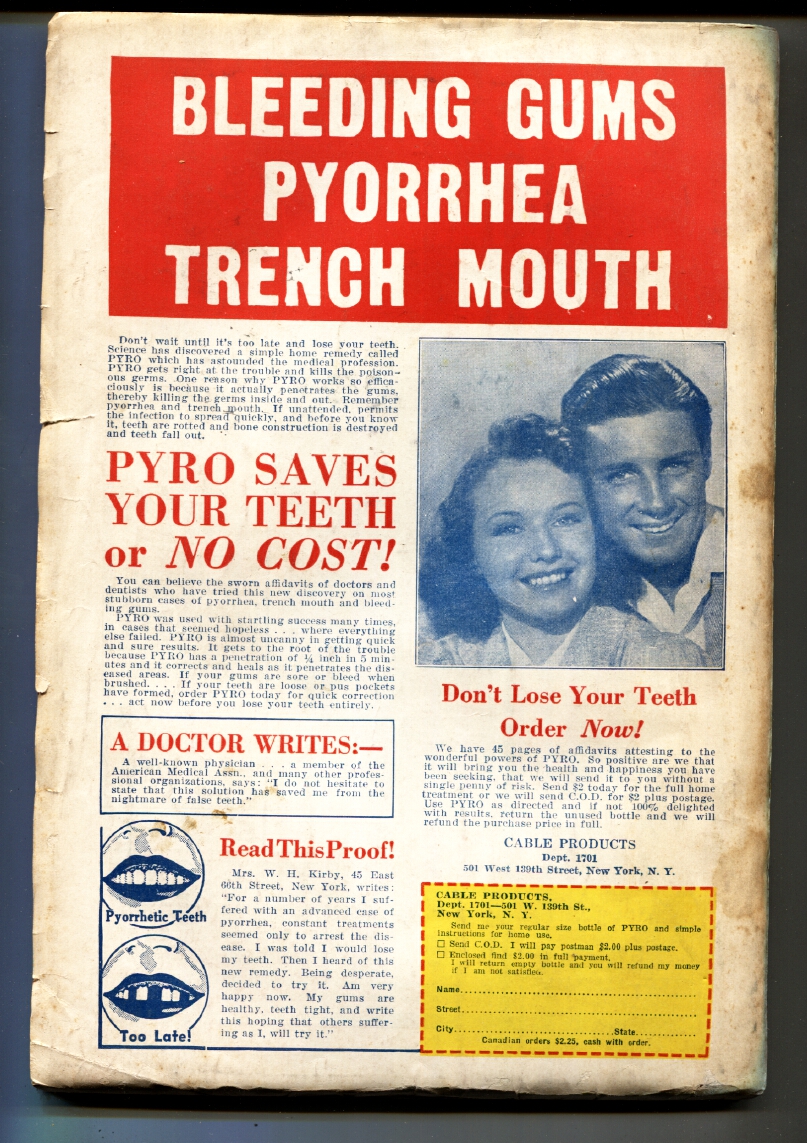 BLEEDING GUMS
PYORRHEA
TRENCH MOUTH
Don't wait until it's too late and lose your teeth.
Science has discovered a simple home remedy called
PYRO which has astounded the medical profession.
PYRO gets right at the trouble and kills the poison-
ous germs. One reason why PYRO works so effica-
ciously is because it actually penetrates the gums,
thereby killing the germs inside and out. Remember
pyorrhea and trench mouth. If unattended, permits
the infection to spread quickly, and before you know
it, teeth are rotted and bone construction is destroyed
and teeth fall out.
PYRO SAVES
YOUR TEETH
or NO COST!
You can believe the sworn affidavits of doctors and
dentists who have tried this new discovery on most
stubborn cases of pyorrhea, trench mouth and bleed-
ing gums.
PYRO was used with startling success many times,
in cases that seemed hopeless . . . where everything
else failed. PYRO is almost uncanny in getting quick
and sure results. It gets to the root of the trouble
because PYRO has a penetration of ¼ inch in 5 min-
utes and it corrects and heals as it penetrates the dis-
eased areas. If your gums are sore or bleed when
brushed. . . . If your teeth are loose or pus pockets
have formed, order PYRO today for quick correction
. . . act now before you lose your teeth entirely.
A DOCTOR WRITES:—
A well-known physician . . . a member of the
American Medical Assn., and many other profes-
sional organizations, says: "I do not hesitate to
state that this solution has saved me from the
nightmare of false teeth."
Pyorrhetic Teeth
Too Late!
Read This Proof!
Mrs. W. H. Kirby, 45 East
66th Street, New York, writes:
"For a number of years I suf-
fered with an advanced case of
pyorrhea, constant treatments
seemed only to arrest the dis-
ease. I was told I would lose
my teeth. Then I heard of this
new remedy. Being desperate,
decided to try it. Am very
happy now. My gums are
healthy, teeth tight, and write
this hoping that others suffer-
ing as I, will try it."
Don't Lose Your Teeth
Order Now!
We have 45 pages of affidavits attesting to the
wonderful powers of PYRO. So positive are we that
it will bring you the health and happiness you have
been seeking, that we will send it to you without a
single penny of risk. Send $2 today for the full home
treatment or we will send C.O.D. for $2 plus postage.
Use PYRO as directed and if not 100% delighted
with results, return the unused bottle and we will
refund the purchase price in full.
CABLE PRODUCTS
Dept. 1701
501 West 139th Street, New York, N. Y.
CABLE PRODUCTS,
Dept. 1701—501 W. 139th St.,
New York, N. Y.
Send me your regular size bottle of PYRO and simple
instructions for home use.
☐ Send C.O.D. I will pay postman $2.00 plus postage.
☐ Enclosed find $2.00 in full payment.
I will return empty bottle and you will refund my money
if I am not satisfied.
Name
Street
City State
Canadian orders $2.25, cash with order.